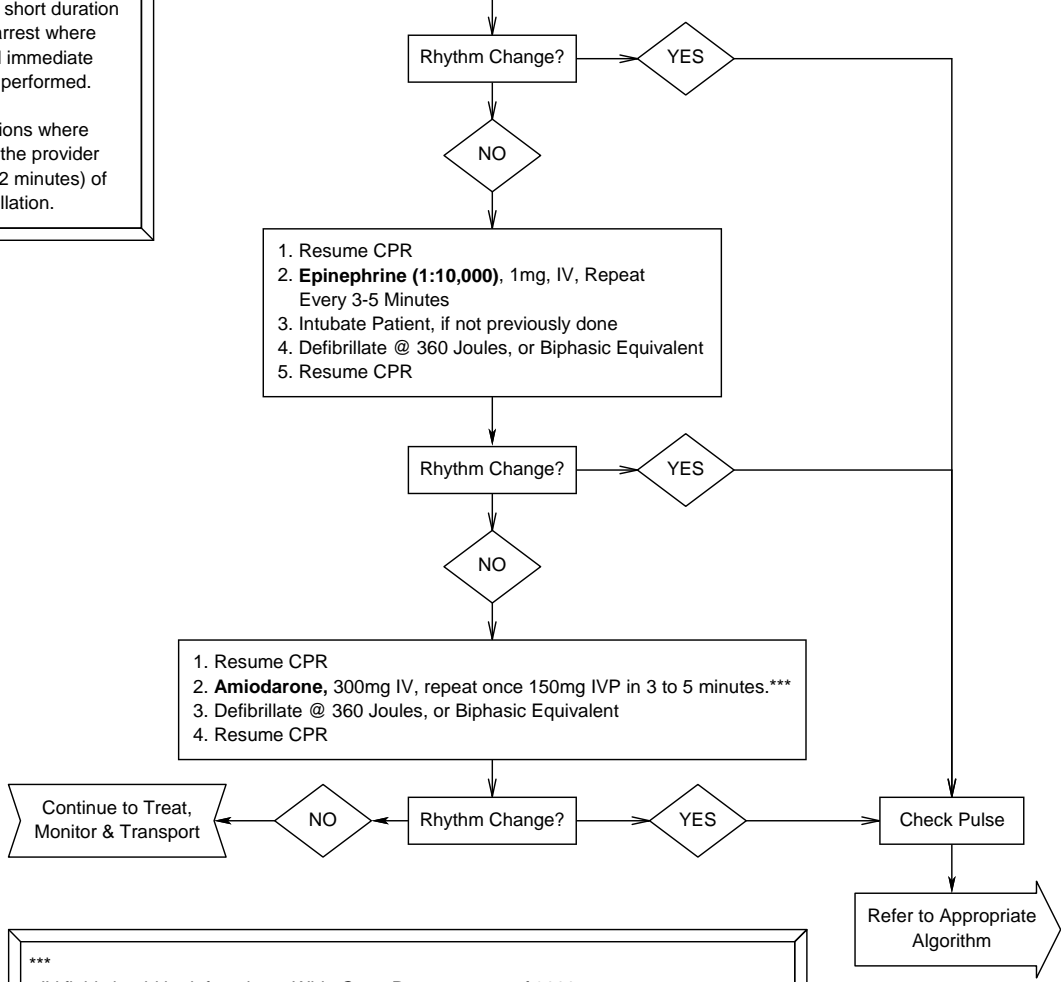 short duration
arrest where
immediate
performed.
ions where
the provider
2 minutes) of
llation.
Rhythm Change?
YES
NO
1. Resume CPR
2. Epinephrine (1:10,000), 1mg, IV, Repeat
Every 3-5 Minutes
3. Intubate Patient, if not previously done
4. Defibrillate @ 360 Joules, or Biphasic Equivalent
5. Resume CPR
Rhythm Change?
YES
NO
1. Resume CPR
2. Amiodarone, 300mg IV, repeat once 150mg IVP in 3 to 5 minutes.***
3. Defibrillate @ 360 Joules, or Biphasic Equivalent
4. Resume CPR
Continue to Treat,
Monitor & Transport
NO
Rhythm Change?
YES
Check Pulse
Refer to Appropriate
Algorithm
***